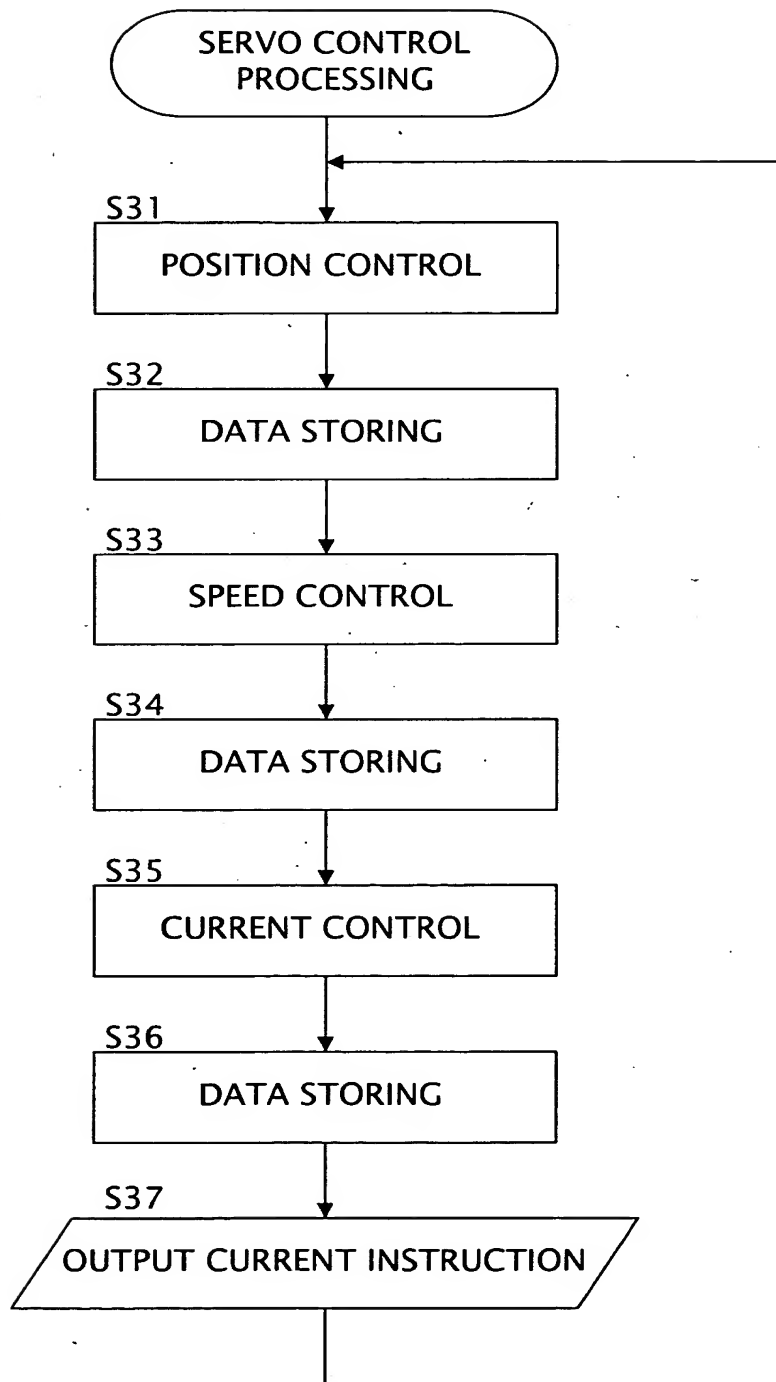 SERVO CONTROL
PROCESSING
S31
POSITION CONTROL
S32
DATA STORING
S33
SPEED CONTROL
S34
DATA STORING
S35
CURRENT CONTROL
S36
DATA STORING
S37
OUTPUT CURRENT INSTRUCTION